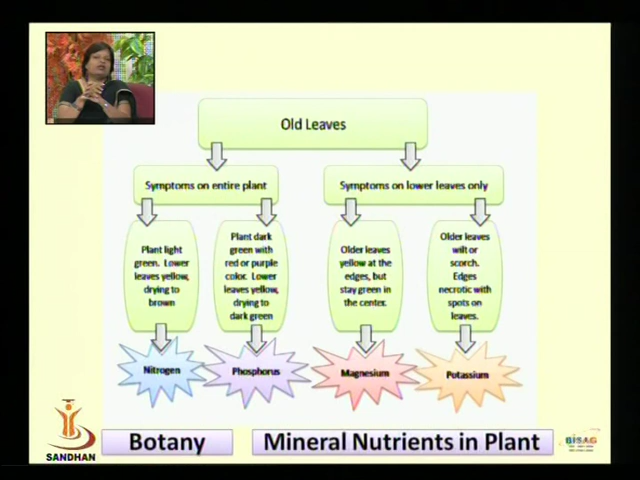 Old Leaves
Symptoms on entire plant
Symptoms on lower leaves only
Plant light
green. Lower
leaves yellow,
drying to
brown
Plant dark
green with
red or purple
color. Lower
leaves yellow,
drying to
dark green
Older leaves
yellow at the
edges, but
stay green in
the center.
Older leaves
wilt or
scorch.
Edges
necrotic with
spots on
leaves.
Nitrogen
Phosphorus
Magnesium
Potassium
SANDHAN
Botany
Mineral Nutrients in Plant
BISAG